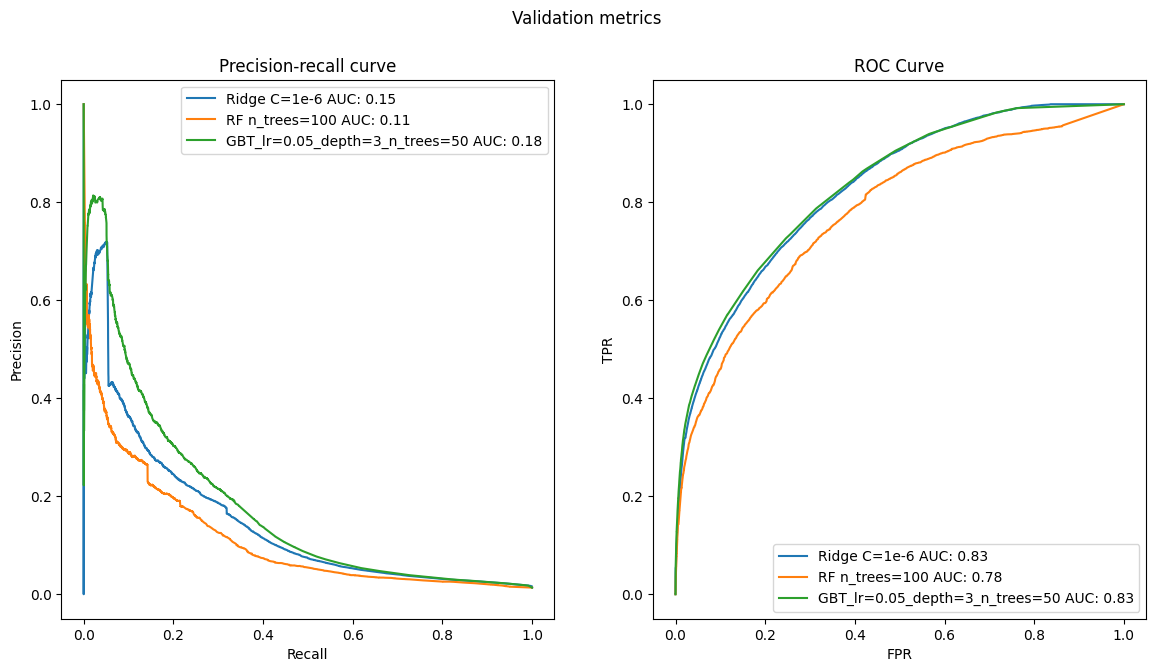 Validation metrics
Precision-recall curve
Ridge C=1e-6 AUC: 0.15
RF n_trees=100 AUC: 0.11
GBT_lr=0.05_depth=3_n_trees=50 AUC: 0.18
1.0
0.8
0.6
0.4
0.2
0.0
Precision
0.0 0.2 0.4 0.6 0.8 1.0
Recall
ROC Curve
1.0
0.8
0.6
0.4
0.2
0.0
TPR
Ridge C=1e-6 AUC: 0.83
RF n_trees=100 AUC: 0.78
GBT_lr=0.05_depth=3_n_trees=50 AUC: 0.83
0.0 0.2 0.4 0.6 0.8 1.0
FPR